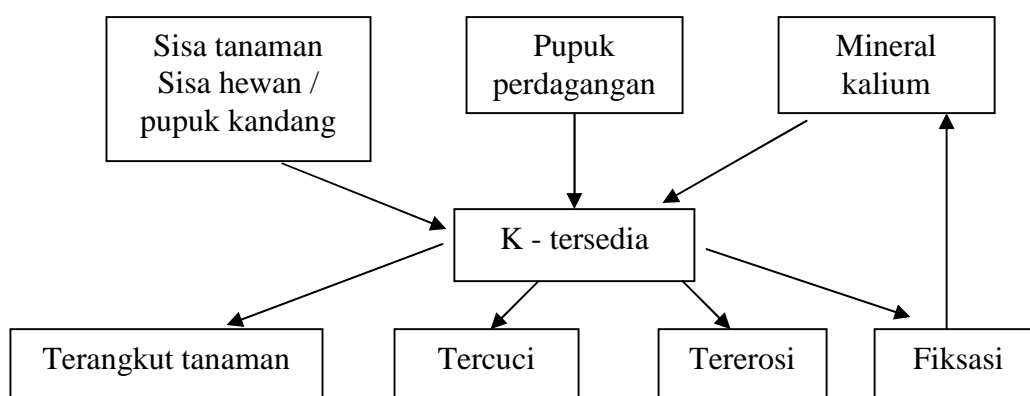 Sisa tanaman
Sisa hewan /
pupuk kandang
Pupuk
perdagangan
Mineral
kalium
K - tersedia
Terangkut tanaman
Tercuci
Tererosi
Fiksasi